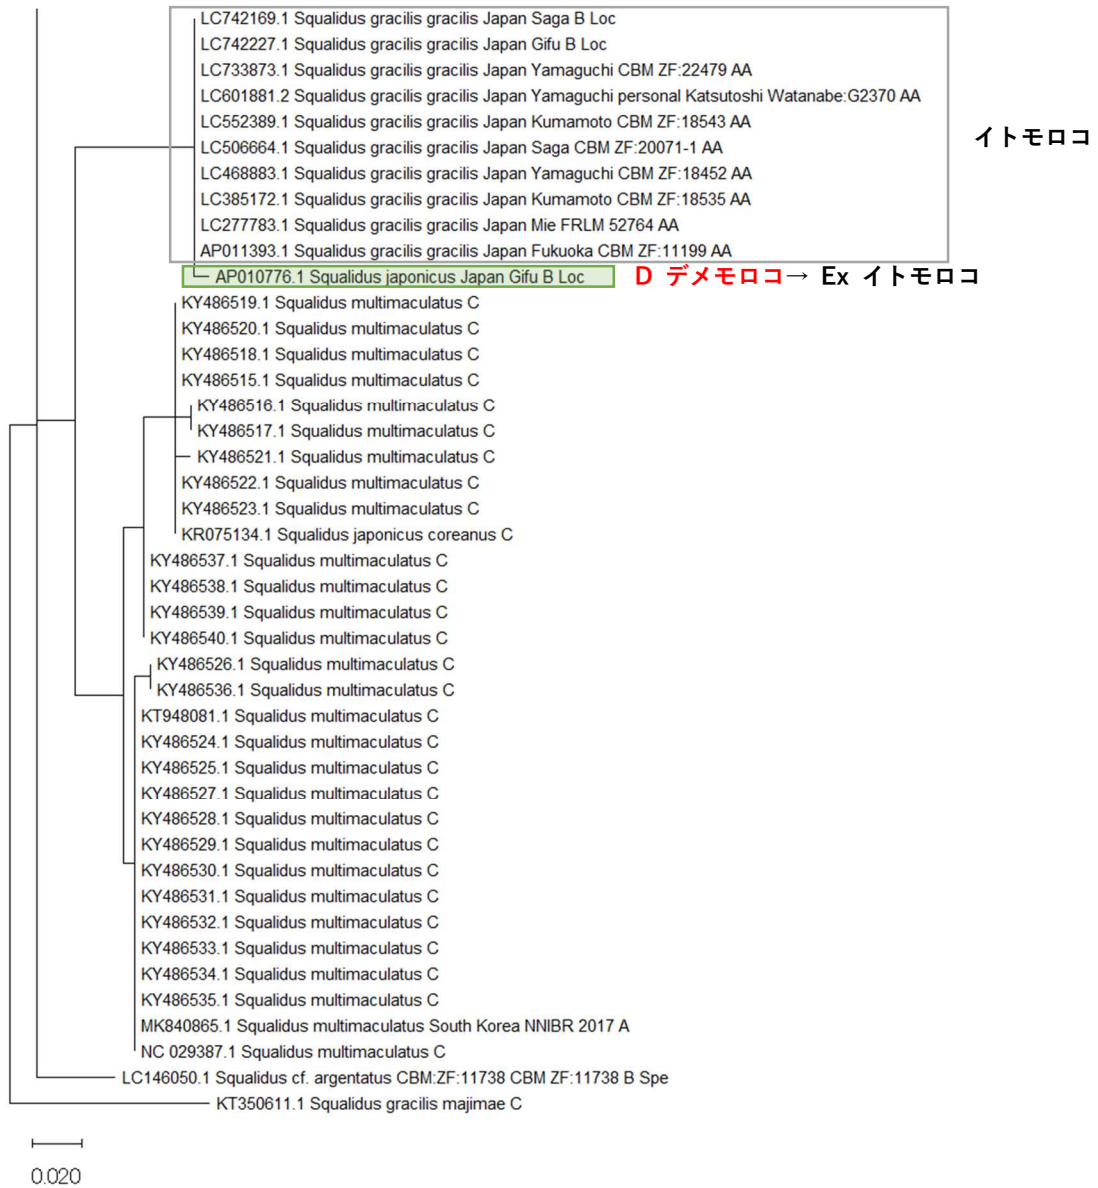 LC742169.1 Squalidus gracilis gracilis Japan Saga B Loc
LC742227.1 Squalidus gracilis gracilis Japan Gifu B Loc
LC733873.1 Squalidus gracilis gracilis Japan Yamaguchi CBM ZF:22479 AA
LC601881.2 Squalidus gracilis gracilis Japan Yamaguchi personal Katsutoshi Watanabe:G2370 AA
LC552389.1 Squalidus gracilis gracilis Japan Kumamoto CBM ZF:18543 AA
イトモロコ
LC506664.1 Squalidus gracilis gracilis Japan Saga CBM ZF:20071-1 AA
LC468883.1 Squalidus gracilis gracilis Japan Yamaguchi CBM ZF:18452 AA
LC385172.1 Squalidus gracilis gracilis Japan Kumamoto CBM ZF:18535 AA
LC277783.1 Squalidus gracilis gracilis Japan Mie FRLM 52764 AA
AP011393.1 Squalidus gracilis gracilis Japan Fukuoka CBM ZF:11199 AA
AP010776.1 Squalidus japonicus Japan Gifu B Loc D デメモロコ→ Ex イトモロコ
KY486519.1 Squalidus multimaculatus C
KY486520.1 Squalidus multimaculatus C
KY486518.1 Squalidus multimaculatus C
KY486515.1 Squalidus multimaculatus C
KY486516.1 Squalidus multimaculatus C
KY486517.1 Squalidus multimaculatus C
KY486521.1 Squalidus multimaculatus C
KY486522.1 Squalidus multimaculatus C
KY486523.1 Squalidus multimaculatus C
KR075134.1 Squalidus japonicus coreanus C
KY486537.1 Squalidus multimaculatus C
KY486538.1 Squalidus multimaculatus C
KY486539.1 Squalidus multimaculatus C
KY486540.1 Squalidus multimaculatus C
KY486526.1 Squalidus multimaculatus C
KY486536.1 Squalidus multimaculatus C
KT948081.1 Squalidus multimaculatus C
KY486524.1 Squalidus multimaculatus C
KY486525.1 Squalidus multimaculatus C
KY486527.1 Squalidus multimaculatus C
KY486528.1 Squalidus multimaculatus C
KY486529.1 Squalidus multimaculatus C
KY486530.1 Squalidus multimaculatus C
KY486531.1 Squalidus multimaculatus C
KY486532.1 Squalidus multimaculatus C
KY486533.1 Squalidus multimaculatus C
KY486534.1 Squalidus multimaculatus C
KY486535.1 Squalidus multimaculatus C
MK840865.1 Squalidus multimaculatus South Korea NNIBR 2017 A
NC 029387.1 Squalidus multimaculatus C
LC146050.1 Squalidus cf. argentatus CBM:ZF:11738 CBM ZF:11738 B Spe
KT350611.1 Squalidus gracilis majimae C
0.020